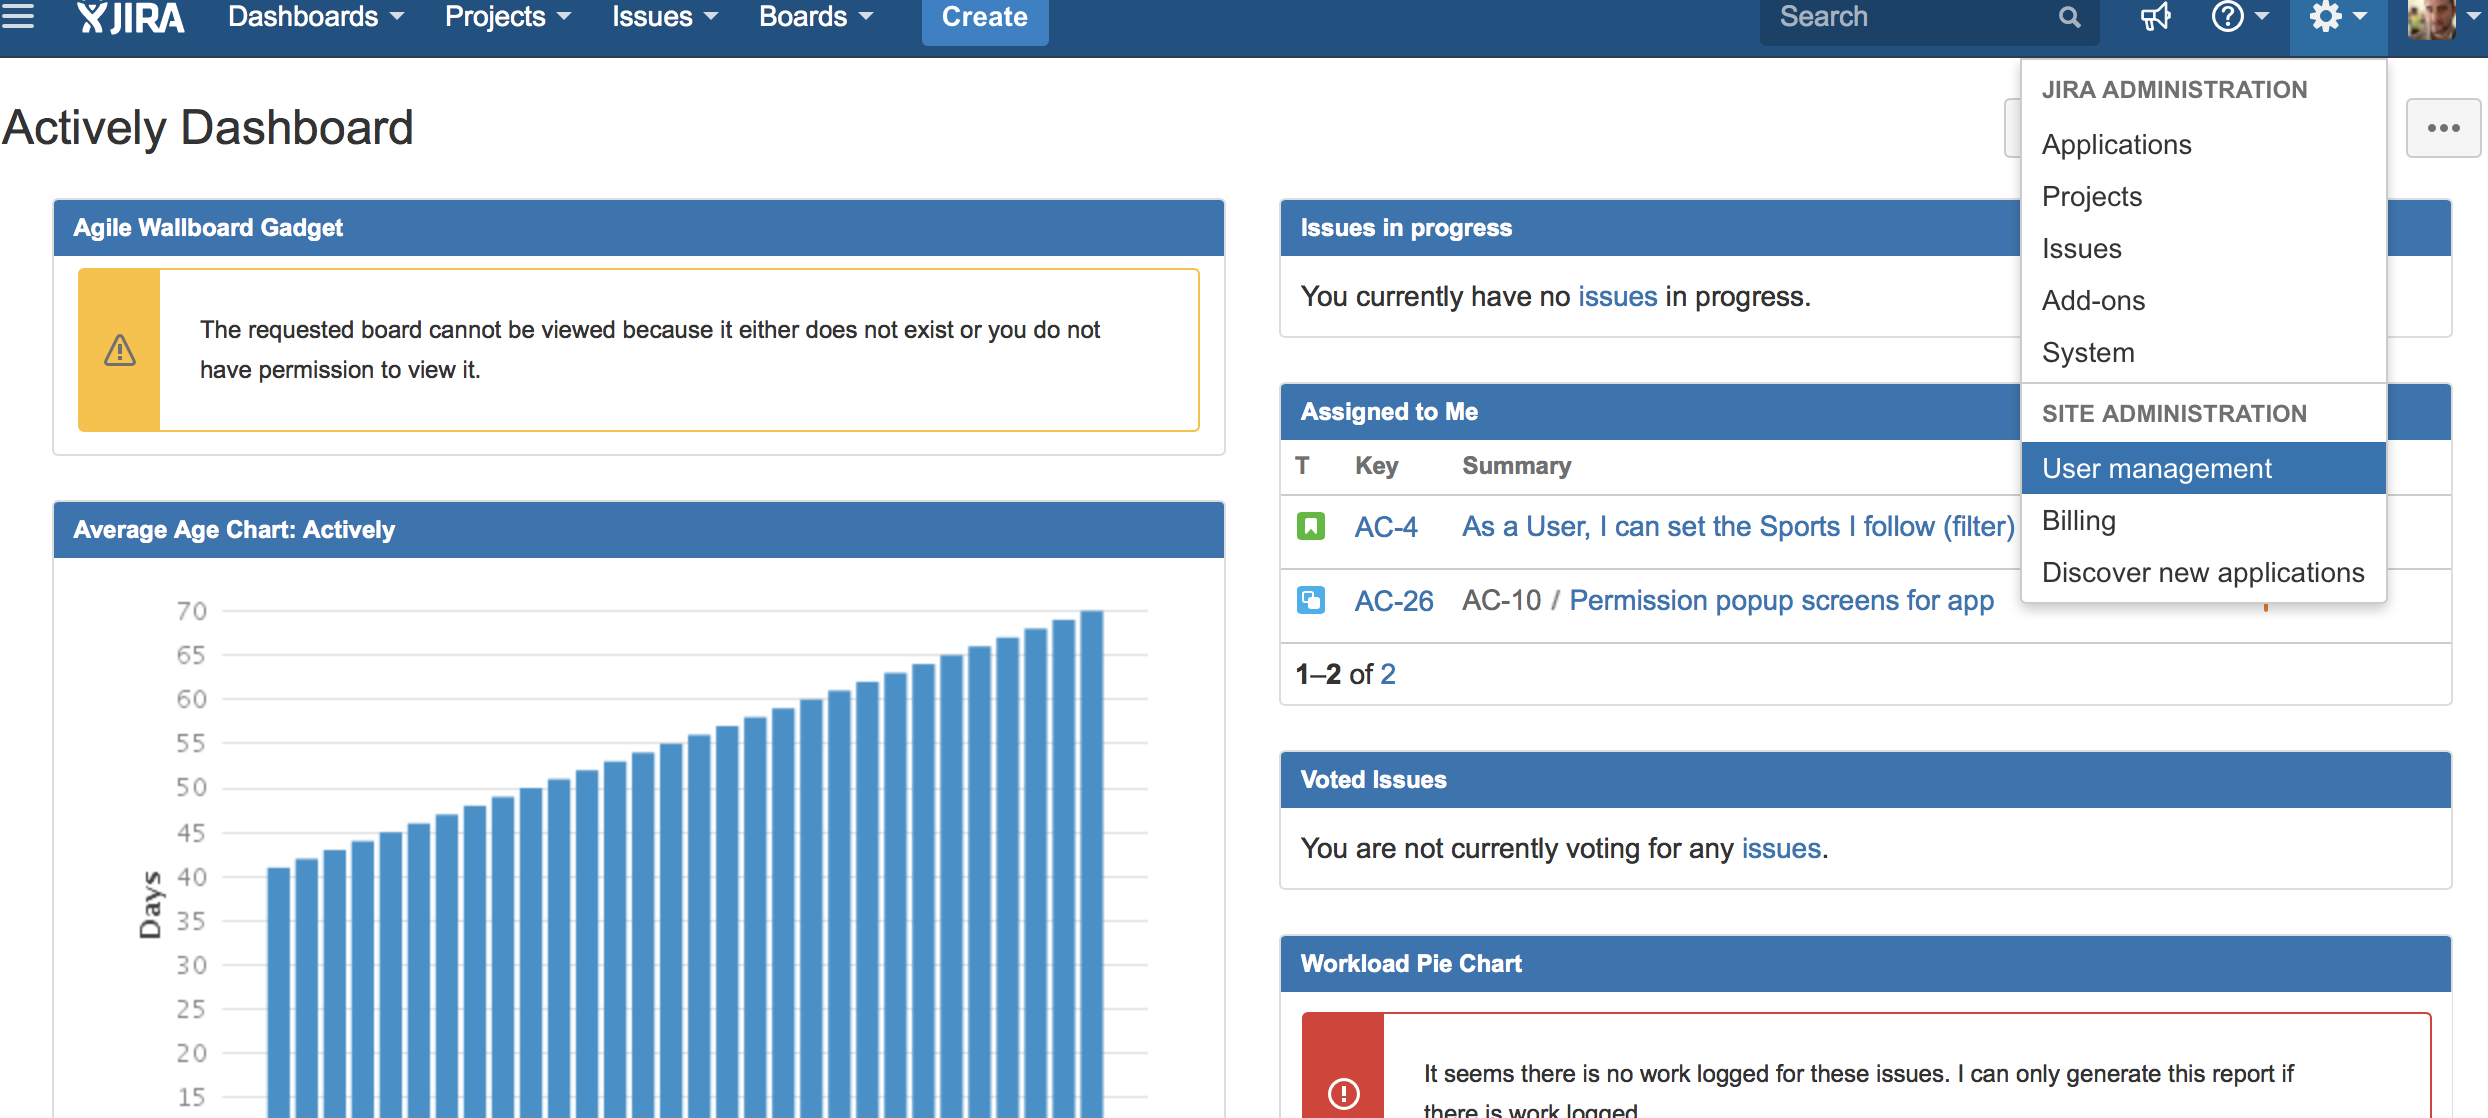 JIRA Dashboards Projects Issues Boards Create Search
Actively Dashboard
Agile Wallboard Gadget
The requested board cannot be viewed because it either does not exist or you do not
have permission to view it.
Average Age Chart: Actively
70
65
60
55
50
45
40
35
30
25
20
15
Days
Issues in progress
You currently have no issues in progress.
Assigned to Me
T Key Summary
AC-4 As a User, I can set the Sports I follow (filter)
AC-26 AC-10 / Permission popup screens for app
1–2 of 2
Voted Issues
You are not currently voting for any issues.
Workload Pie Chart
It seems there is no work logged for these issues. I can only generate this report if
there is work logged
JIRA ADMINISTRATION
Applications
Projects
Issues
Add-ons
System
SITE ADMINISTRATION
User management
Billing
Discover new applications